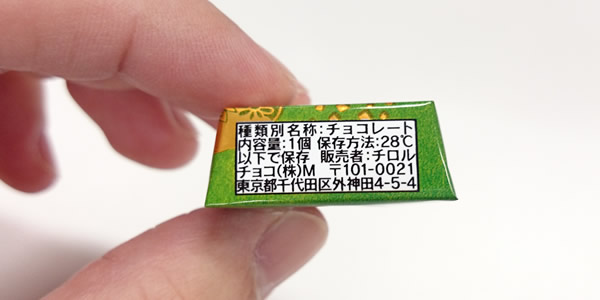 種類別名称:チョコレート
内容量:1個 保存方法:28℃
以下で保存 販売者:チロル
チョコ(株)M 〒101-0021
東京都千代田区外神田4-5-4